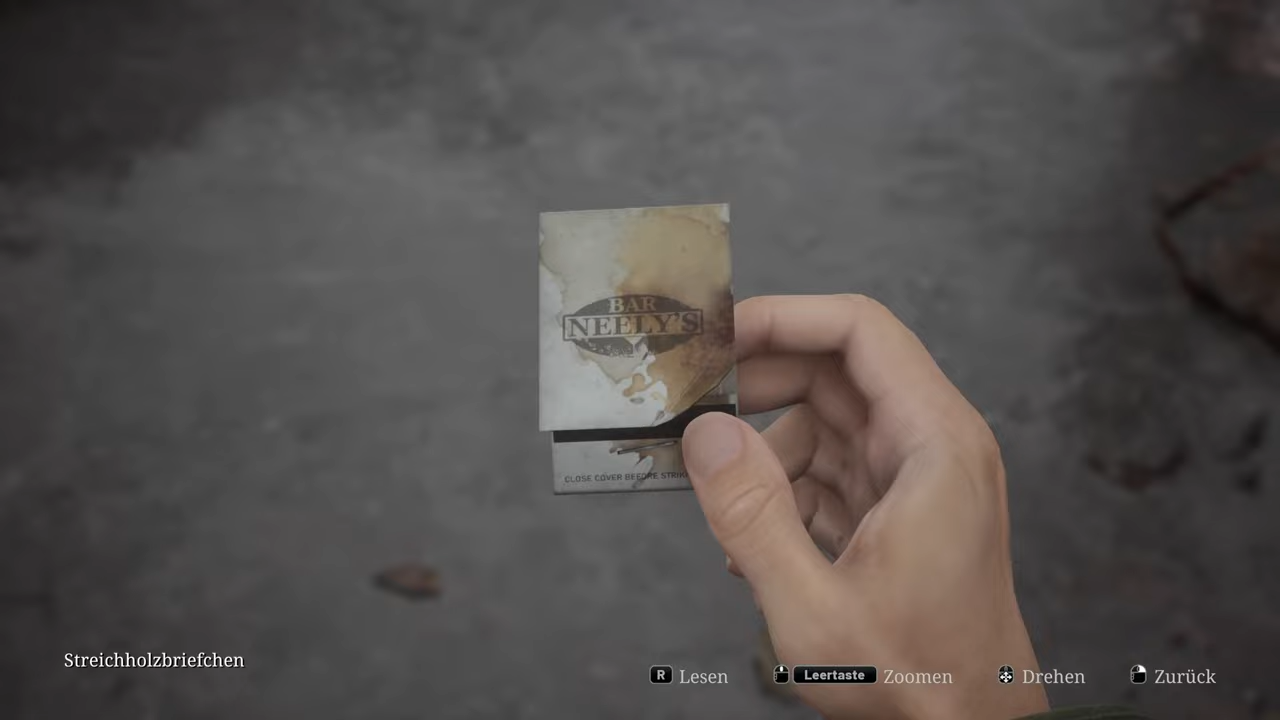 BAR
NEELY'S
CLOSE COVER BEFORE STRIK
Streichholzbriefchen
R Lesen
Leertaste Zoomen
Drehen
Zurück